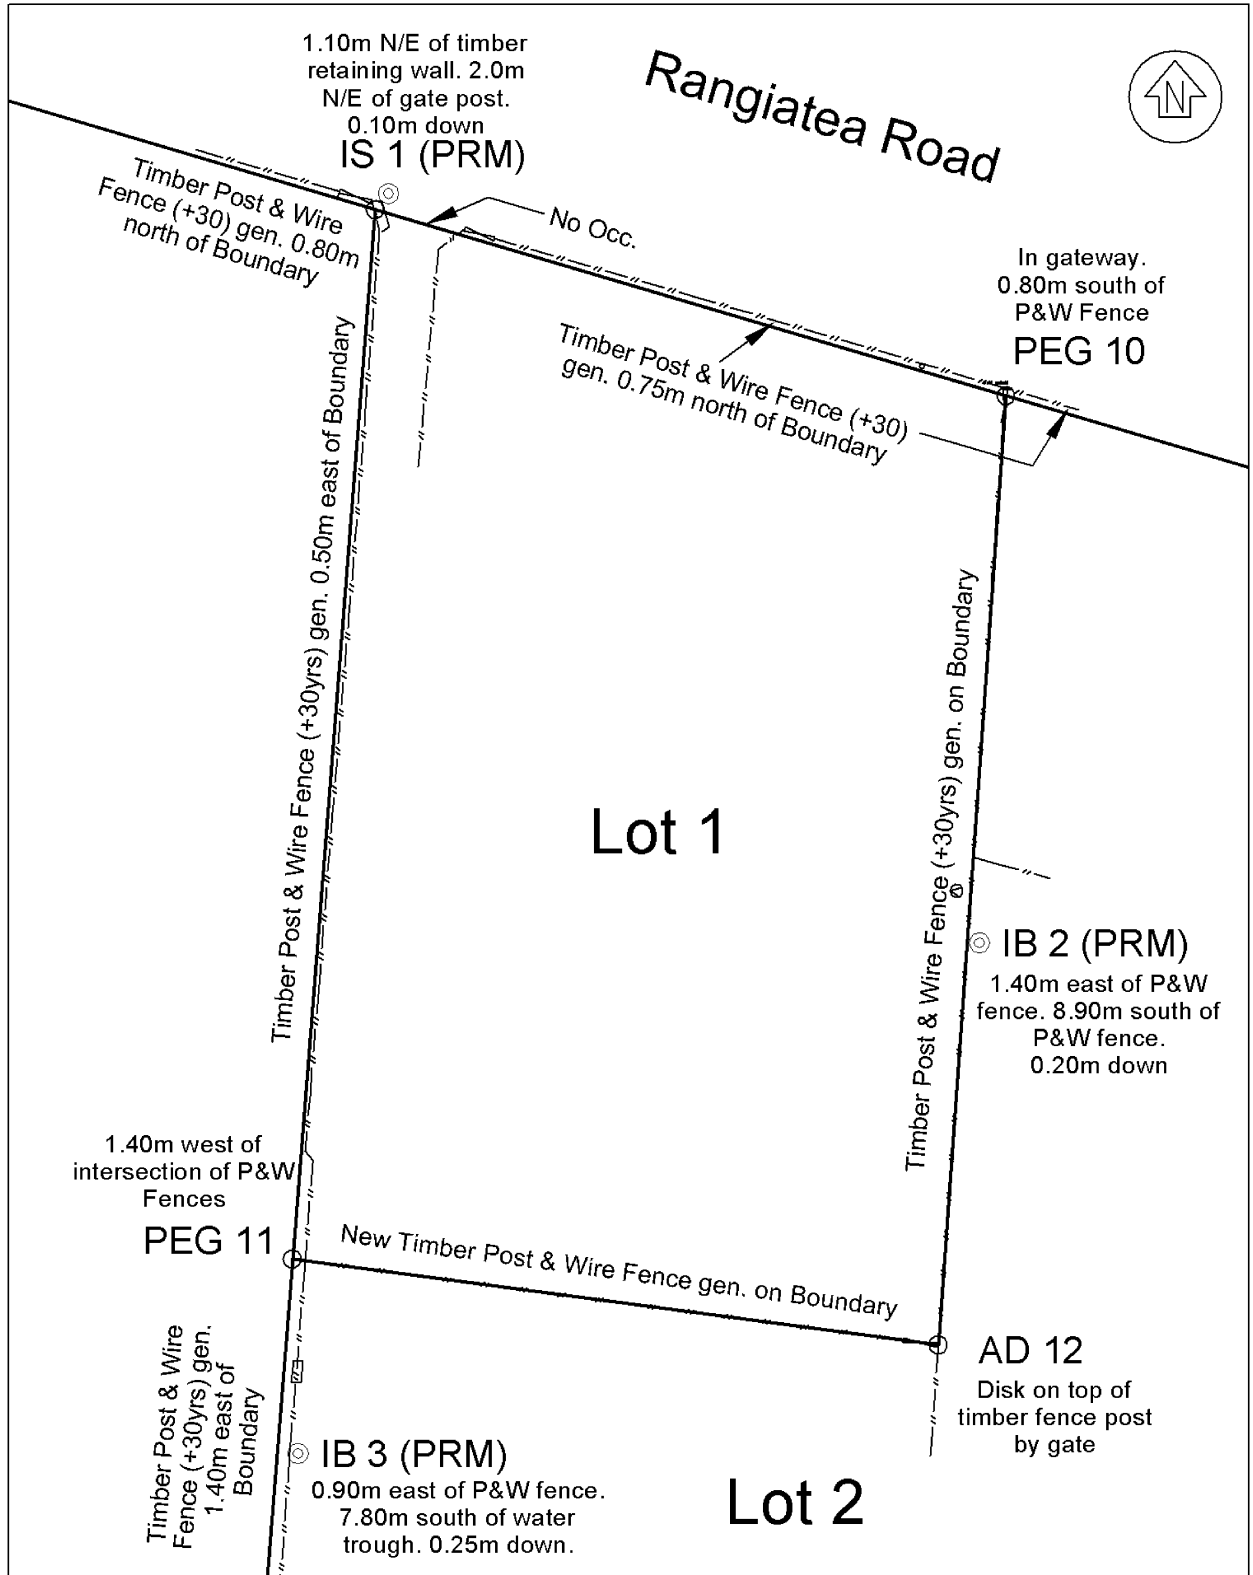 1.10m N/E of timber
retaining wall. 2.0m
N/E of gate post.
0.10m down
IS 1 (PRM)
Rangiatea Road
N
Timber Post & Wire
Fence (+30) gen. 0.80m
north of Boundary
No Occ.
In gateway.
0.80m south of
P&W Fence
PEG 10
Timber Post & Wire Fence (+30)
gen. 0.75m north of Boundary
Timber Post & Wire Fence (+30yrs) gen. 0.50m east of Boundary
Timber Post & Wire Fence (+30yrs) gen. on Boundary
Lot 1
IB 2 (PRM)
1.40m east of P&W
fence. 8.90m south of
P&W fence.
0.20m down
1.40m west of
intersection of P&W
Fences
PEG 11
New Timber Post & Wire Fence gen. on Boundary
AD 12
Disk on top of
timber fence post
by gate
Timber Post & Wire
Fence (+30yrs) gen.
1.40m east of
Boundary
IB 3 (PRM)
0.90m east of P&W fence.
7.80m south of water
trough. 0.25m down.
Lot 2